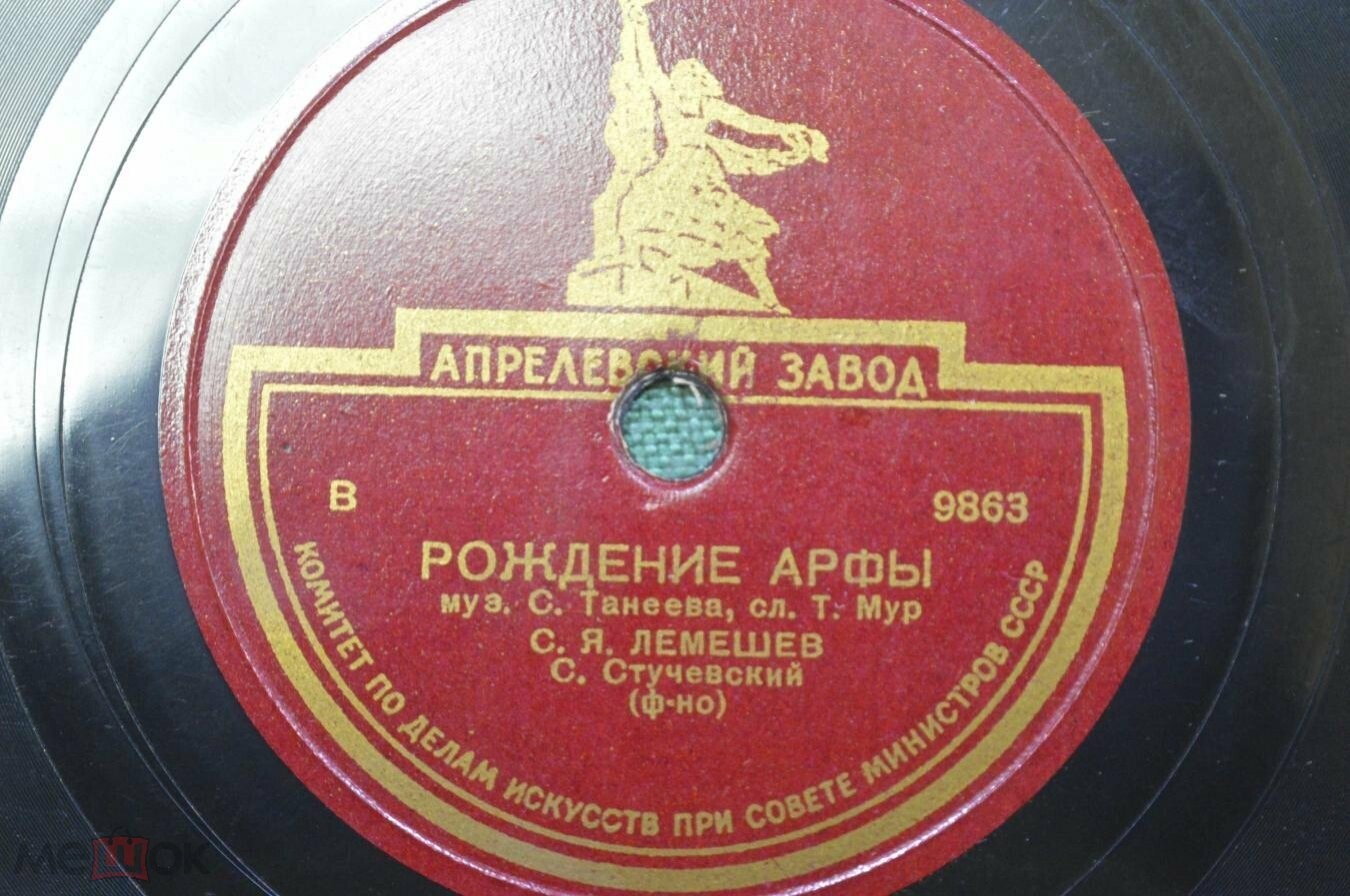 АПРЕЛЕВСКИЙ ЗАВОД
В 9863
РОЖДЕНИЕ АРФЫ
муз. С. Танеева, сл. Т. Мур
С. Я. ЛЕМЕШЕВ
С. Стучевский
(ф-но)
КОМИТЕТ ПО ДЕЛАМ ИСКУССТВ ПРИ СОВЕТЕ МИНИСТРОВ СССР
мешок